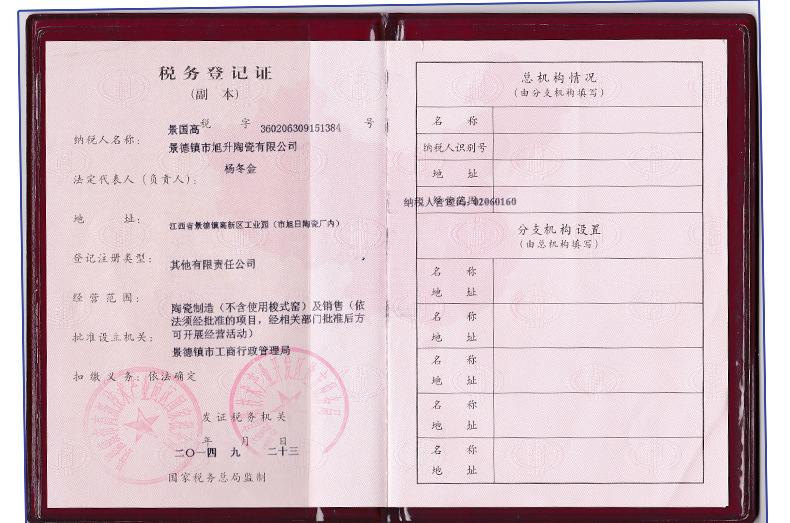 税务登记证
（副 本）
景国高税 字 360206309151384 号
纳税人名称： 景德镇市旭升陶瓷有限公司
法定代表人（负责人）： 杨冬金
地 址： 江西省景德镇高新区工业园（市旭日陶瓷厂内）
登记注册类型： 其他有限责任公司
经营范围： 陶瓷制造（不含使用梭式窑）及销售（依
法须经批准的项目，经相关部门批准后方
可开展经营活动）
批准设立机关： 景德镇市工商行政管理局
扣缴义务：依法确定
发证税务机关
年 月 日
二〇一四 九 二十三
国家税务总局监制
总机构情况
（由分支机构填写）
名 称
纳税人识别号
地 址
经营范围
纳税人管理码：02060160
分支机构设置
（由总机构填写）
名 称
地 址
名 称
地 址
名 称
地 址
名 称
地 址
名 称
地 址